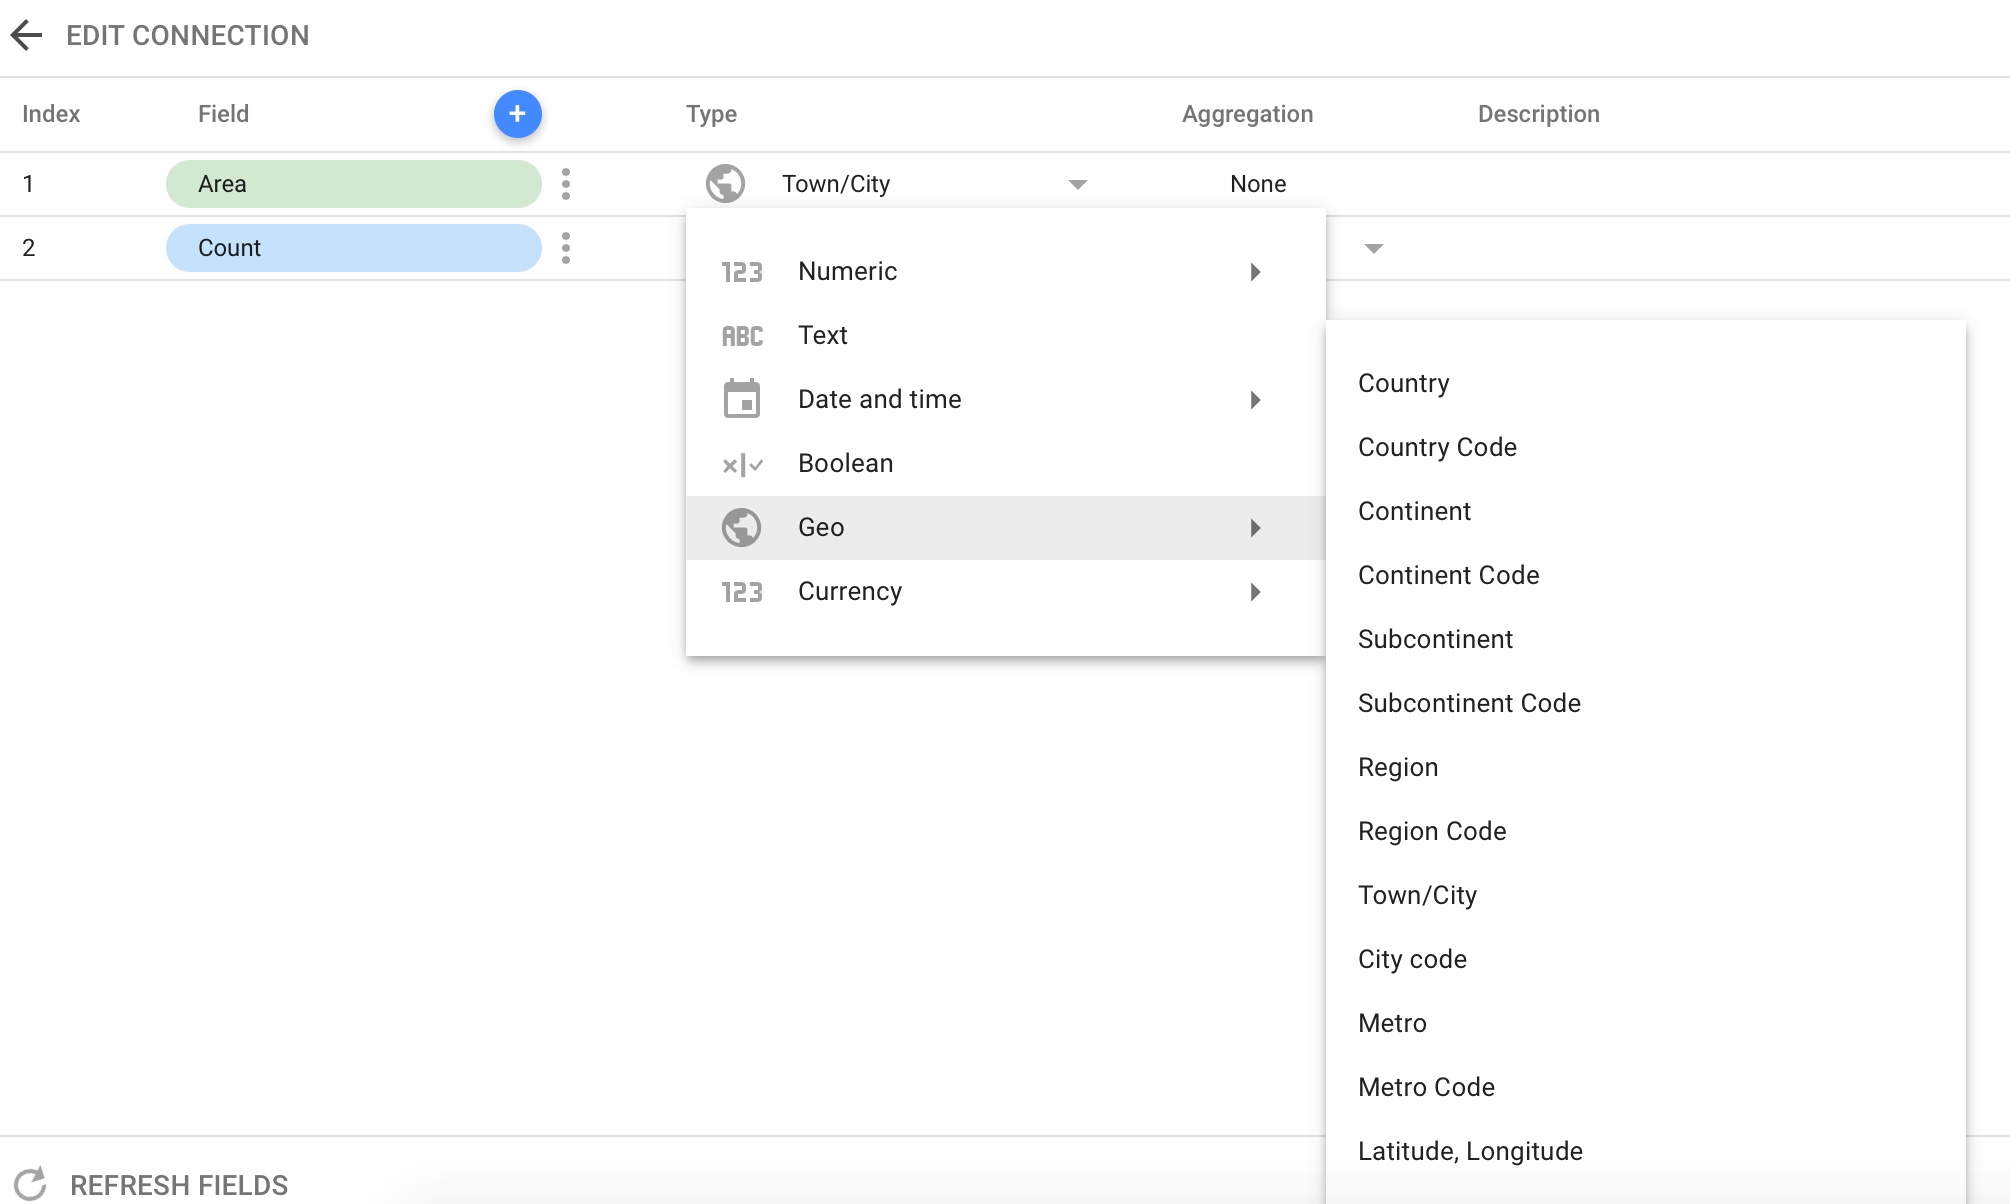 EDIT CONNECTION
Index Field + Type Aggregation Description
1 Area Town/City None
2 Count
123 Numeric
ABC Text
Date and time
Boolean
Geo
123 Currency
Country
Country Code
Continent
Continent Code
Subcontinent
Subcontinent Code
Region
Region Code
Town/City
City code
Metro
Metro Code
Latitude, Longitude
REFRESH FIELDS